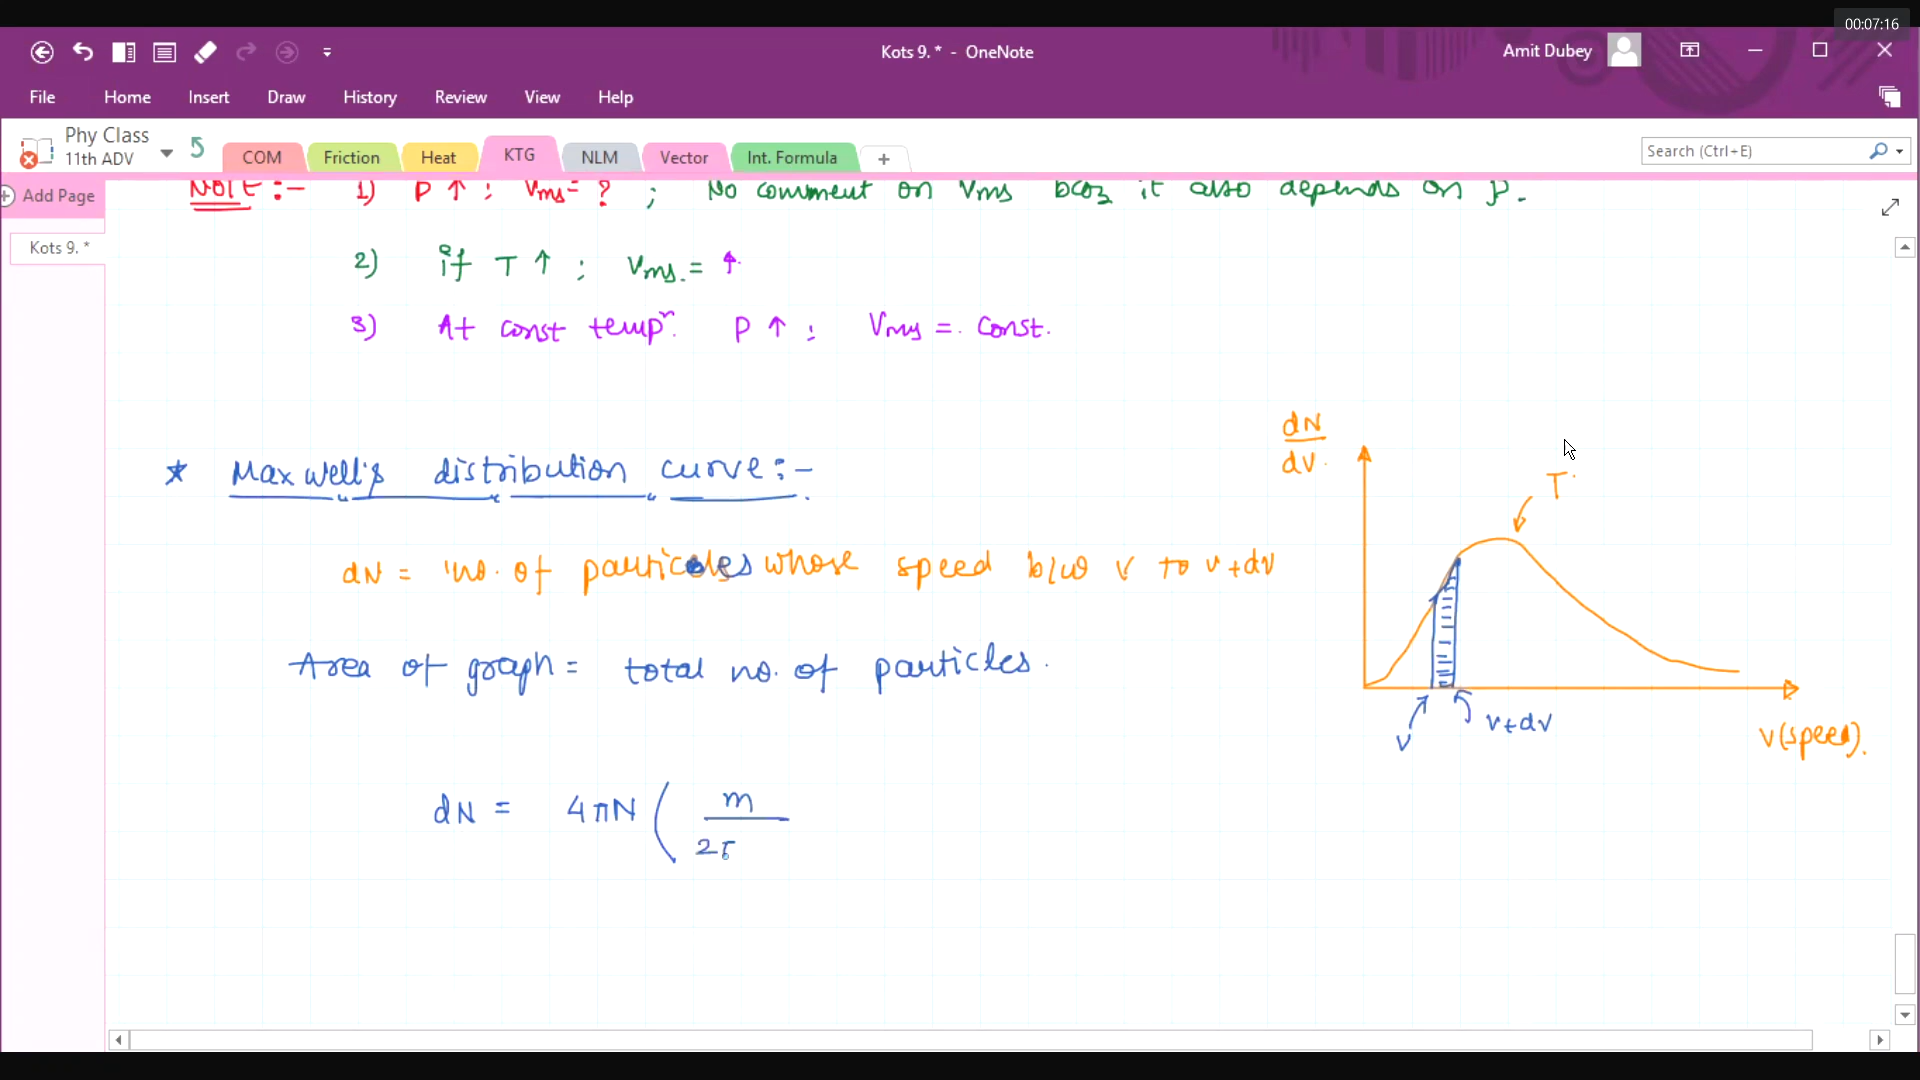 00:07:16
Kots 9. * - OneNote
Amit Dubey
File Home Insert Draw History Review View Help
Phy Class
11th ADV
COM Friction Heat KTG NLM Vector Int. Formula +
Search (Ctrl+E)
Add Page
Kots 9. *
Note :- 1) P ↑ ; Vrms = ? ; No comment on Vrms bcoz it also depends on ρ.
2) if T ↑ ; Vrms. = ↑
3) At const tempr. P ↑ ; Vrms = const.
dN
dV
T
* Maxwell's distribution curve :-
dN = no. of particles whose speed b/w v to v+dv
Area of graph = total no. of particles.
v
v+dv
v(speed).
dN = 4πN ( m
2